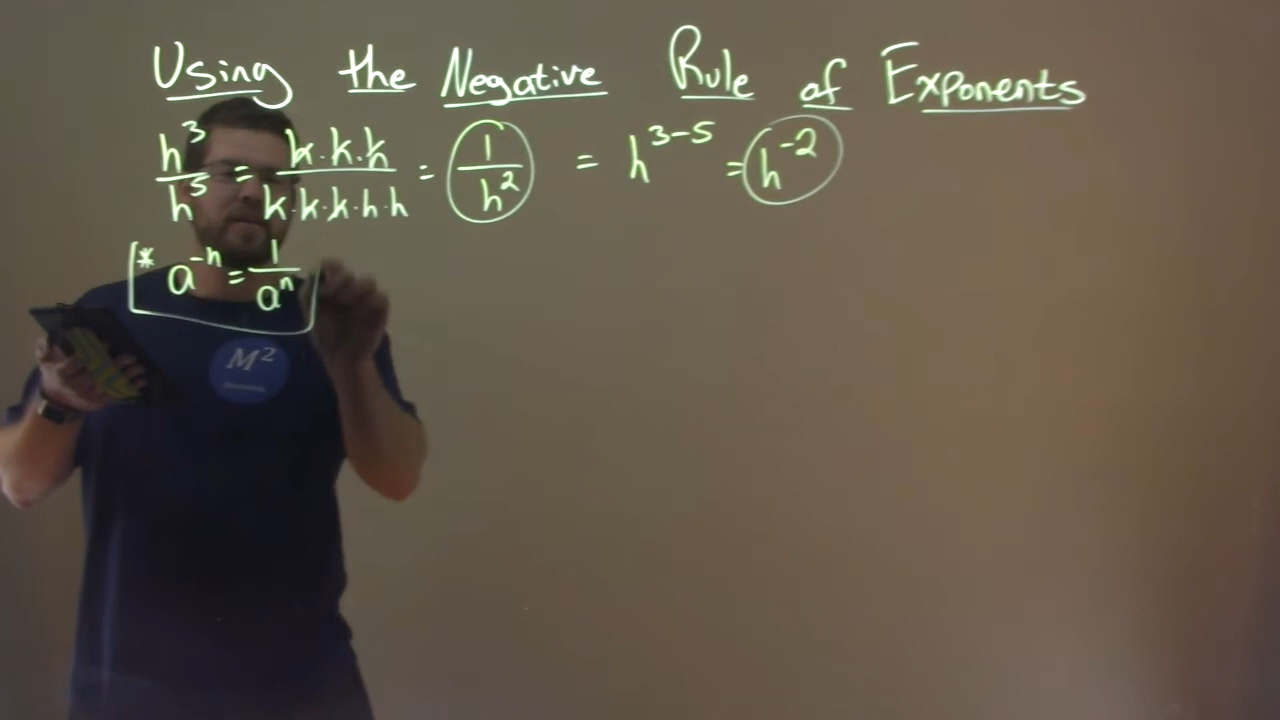 Using the Negative Rule of Exponents
h³/h⁵ = h·h·h/h·h·h·h·h = 1/h² = h³⁻⁵ = h⁻²
* a⁻ⁿ = 1/aⁿ
M²